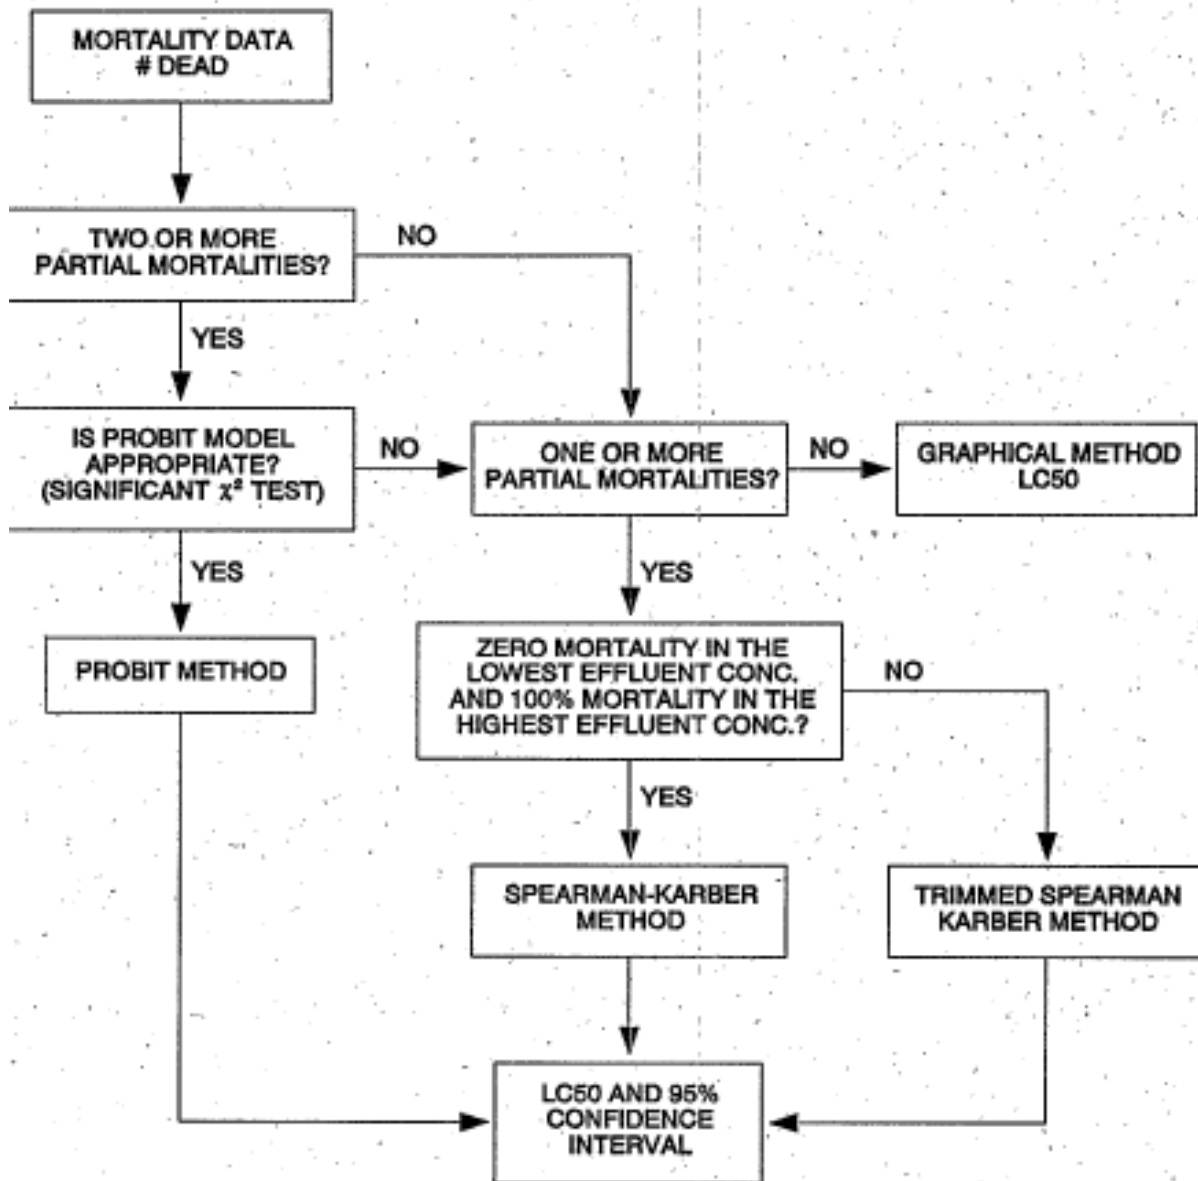 MORTALITY DATA
# DEAD
TWO OR MORE
PARTIAL MORTALITIES?
NO
YES
IS PROBIT MODEL
APPROPRIATE?
(SIGNIFICANT χ² TEST)
NO
ONE OR MORE
PARTIAL MORTALITIES?
NO
GRAPHICAL METHOD
LC50
YES
YES
PROBIT METHOD
ZERO MORTALITY IN THE
LOWEST EFFLUENT CONC.
AND 100% MORTALITY IN THE
HIGHEST EFFLUENT CONC.?
NO
YES
SPEARMAN-KARBER
METHOD
TRIMMED SPEARMAN
KARBER METHOD
LC50 AND 95%
CONFIDENCE
INTERVAL